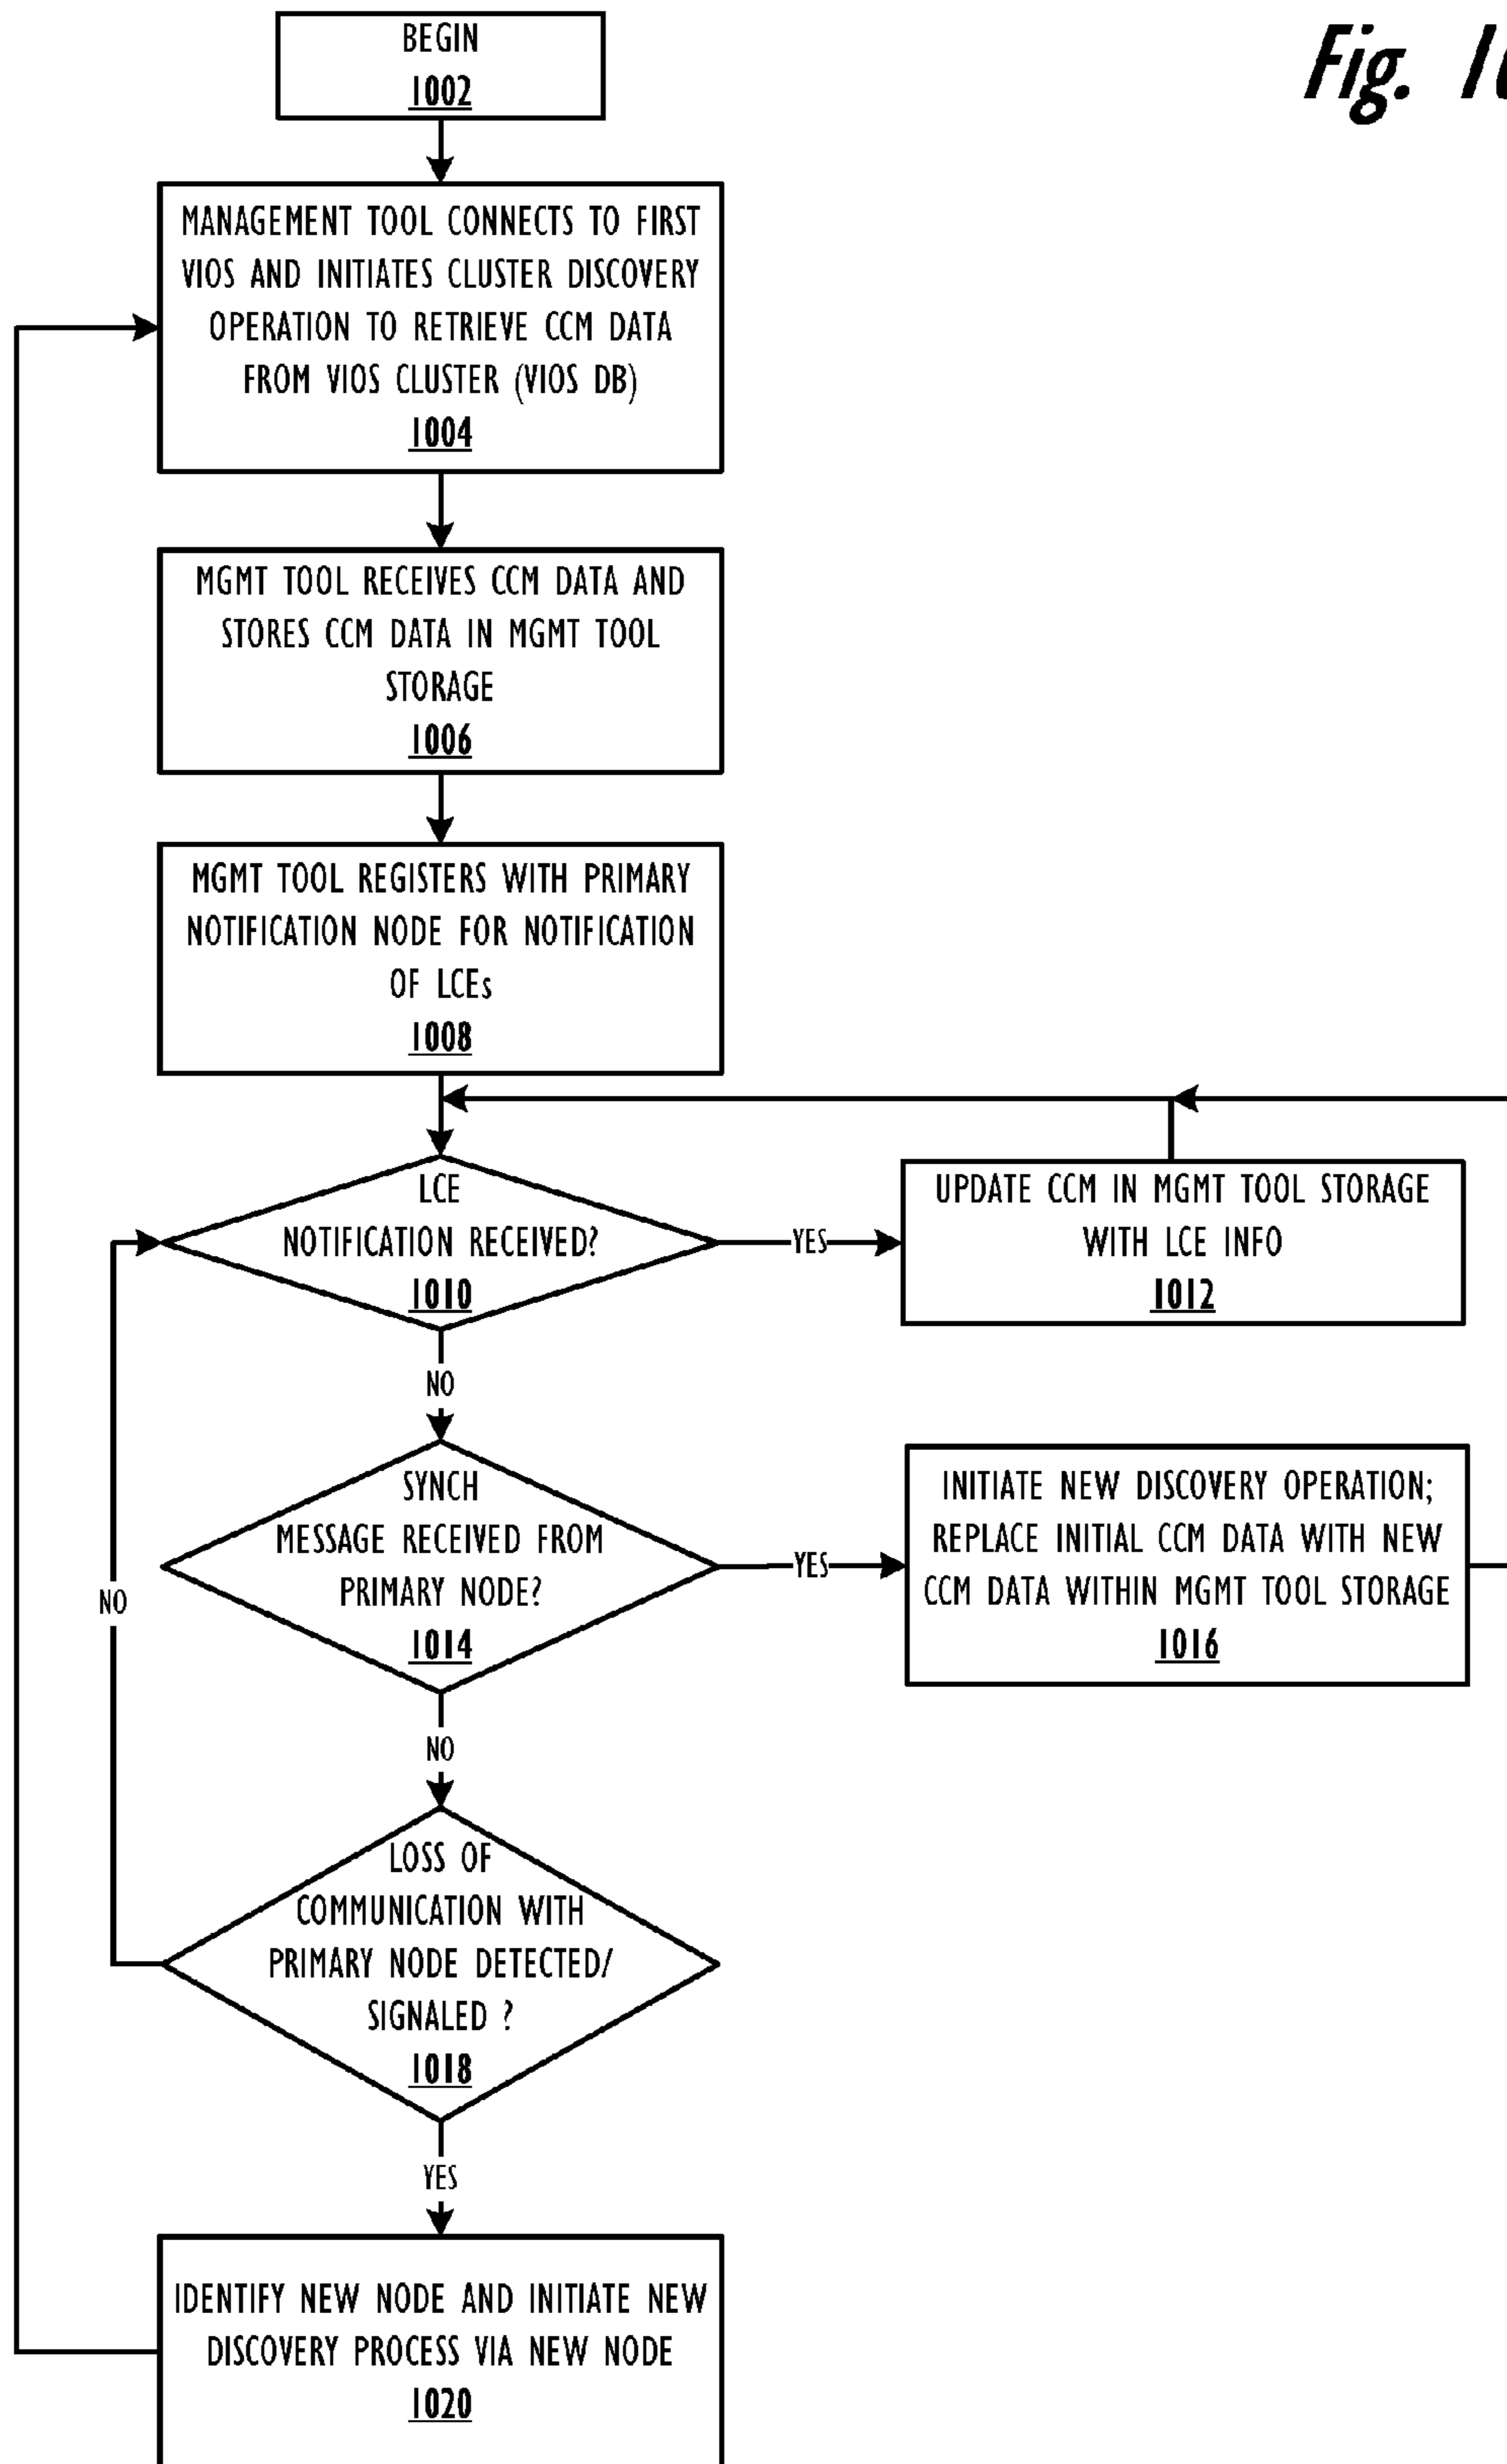 Fig. 10
BEGIN
1002
MANAGEMENT TOOL CONNECTS TO FIRST
VIOS AND INITIATES CLUSTER DISCOVERY
OPERATION TO RETRIEVE CCM DATA
FROM VIOS CLUSTER (VIOS DB)
1004
MGMT TOOL RECEIVES CCM DATA AND
STORES CCM DATA IN MGMT TOOL
STORAGE
1006
MGMT TOOL REGISTERS WITH PRIMARY
NOTIFICATION NODE FOR NOTIFICATION
OF LCEs
1008
LCE
NOTIFICATION RECEIVED?
1010
YES
UPDATE CCM IN MGMT TOOL STORAGE
WITH LCE INFO
1012
NO
SYNCH
MESSAGE RECEIVED FROM
PRIMARY NODE?
1014
YES
INITIATE NEW DISCOVERY OPERATION;
REPLACE INITIAL CCM DATA WITH NEW
CCM DATA WITHIN MGMT TOOL STORAGE
1016
NO
NO
LOSS OF
COMMUNICATION WITH
PRIMARY NODE DETECTED/
SIGNALED ?
1018
YES
IDENTIFY NEW NODE AND INITIATE NEW
DISCOVERY PROCESS VIA NEW NODE
1020